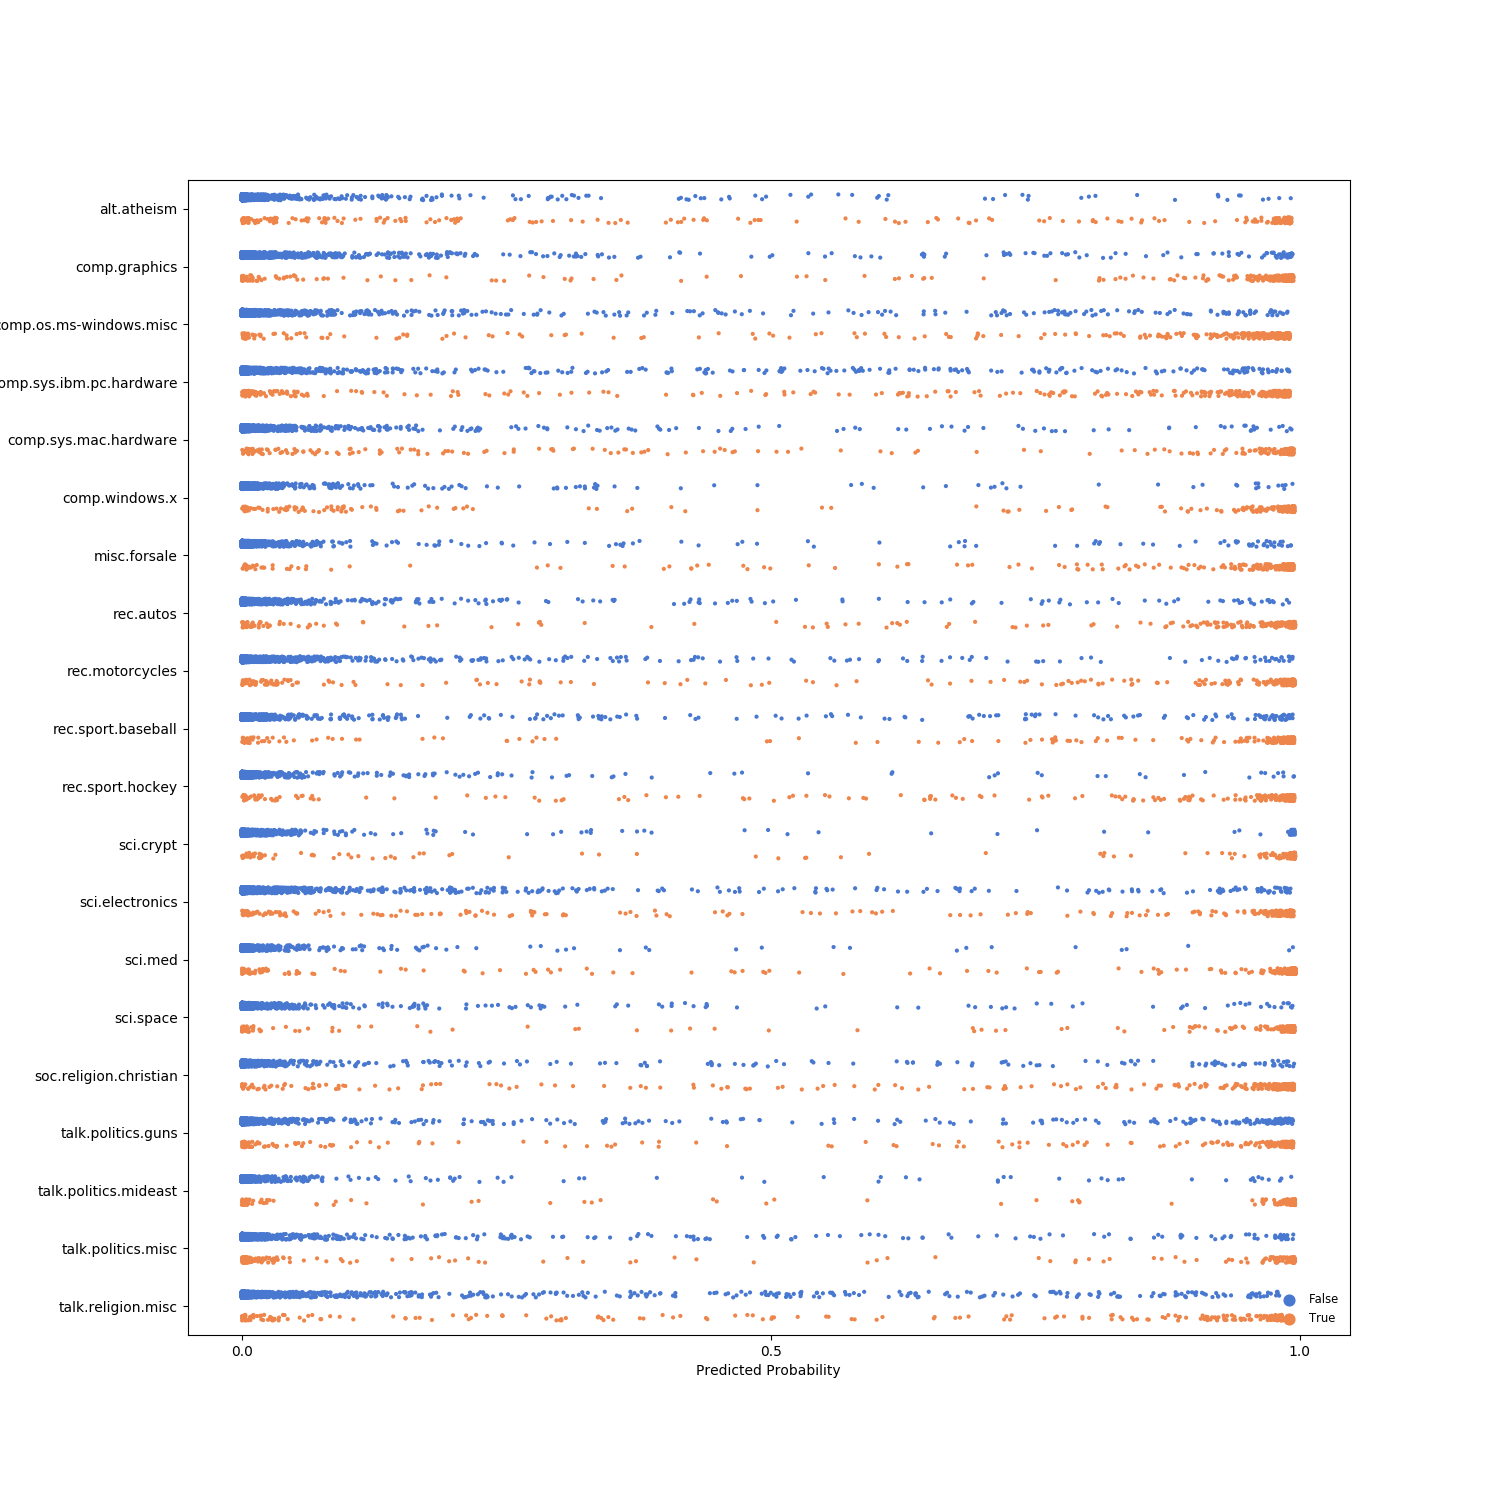 alt.atheism
comp.graphics
comp.os.ms-windows.misc
omp.sys.ibm.pc.hardware
comp.sys.mac.hardware
comp.windows.x
misc.forsale
rec.autos
rec.motorcycles
rec.sport.baseball
rec.sport.hockey
sci.crypt
sci.electronics
sci.med
sci.space
soc.religion.christian
talk.politics.guns
talk.politics.mideast
talk.politics.misc
talk.religion.misc
False
True
0.0 0.5 1.0
Predicted Probability